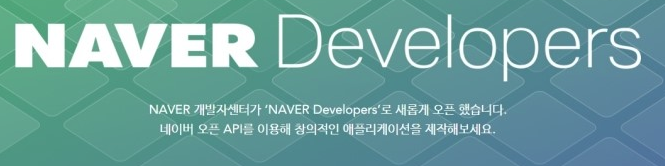 NAVER Developers
NAVER 개발자센터가 'NAVER Developers'로 새롭게 오픈 했습니다.
네이버 오픈 API를 이용해 창의적인 애플리케이션을 제작해보세요.